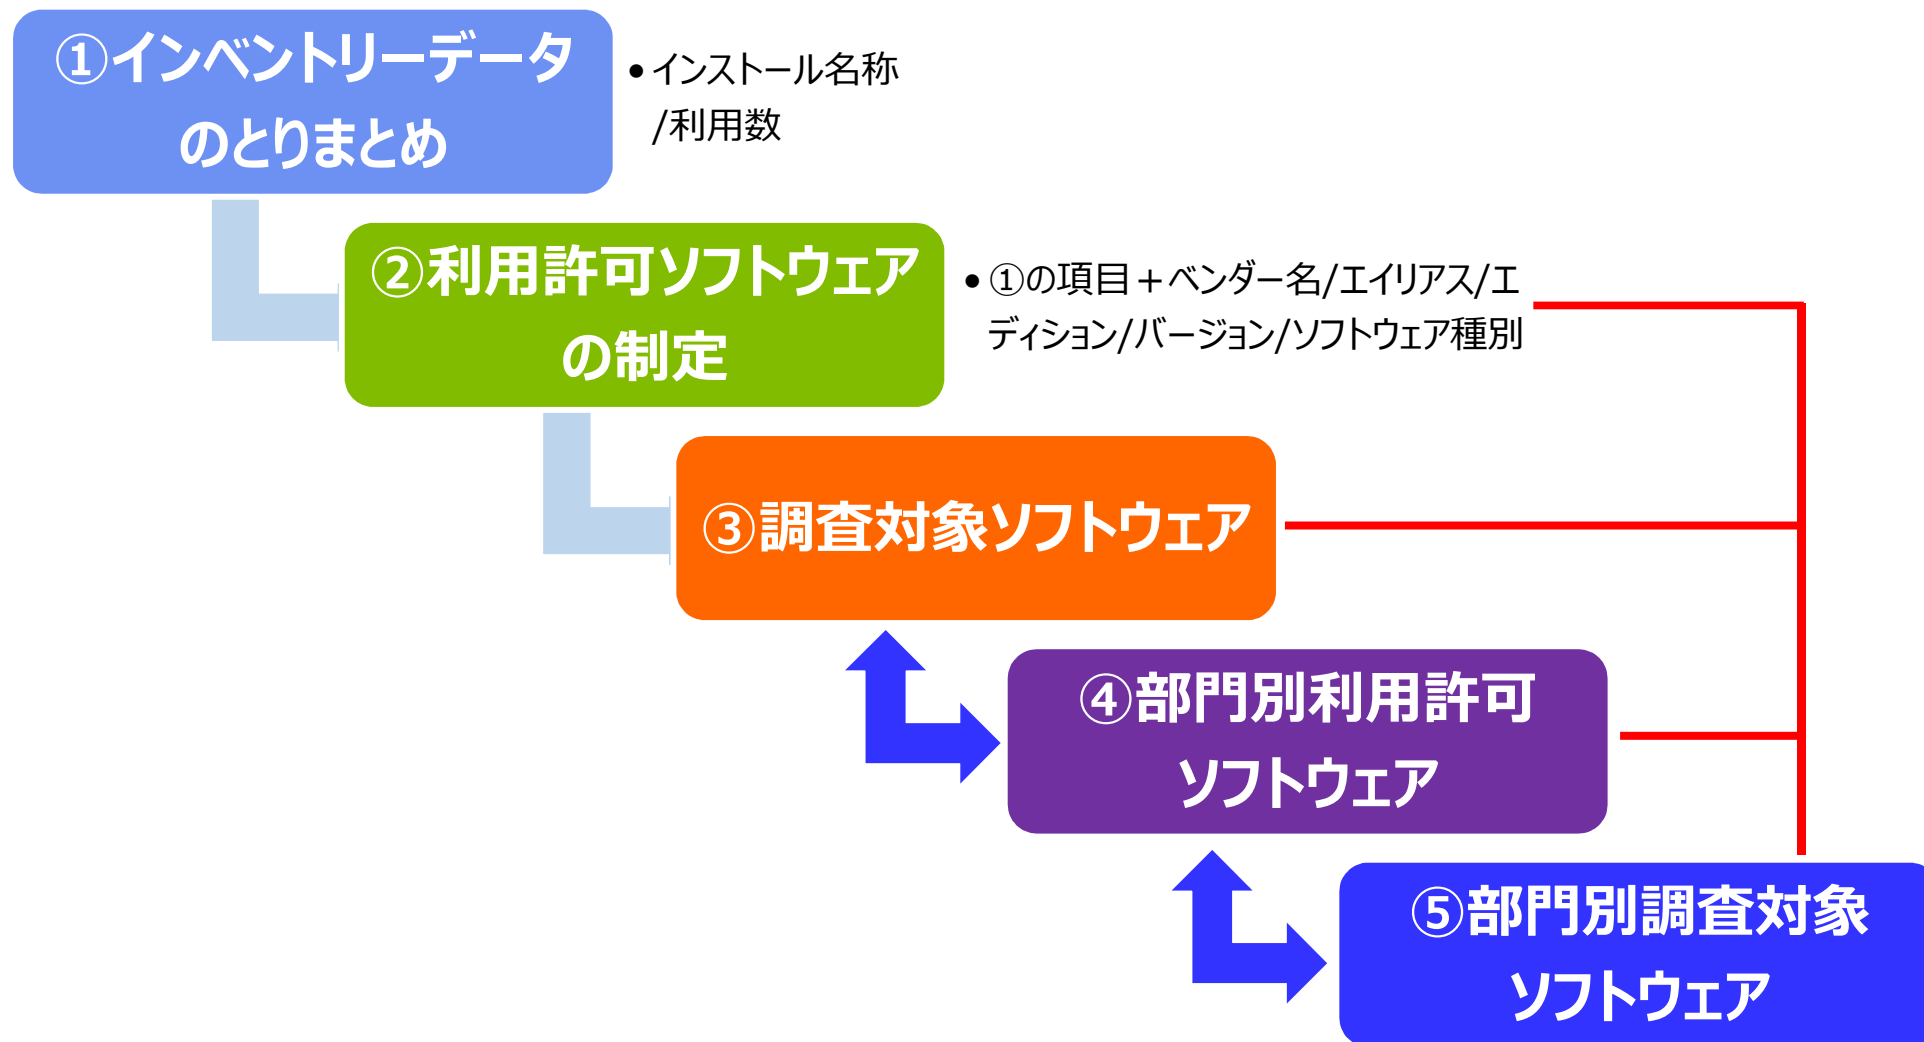 ①インベントリーデータ
のとりまとめ
•インストール名称
/利用数
②利用許可ソフトウェア
の制定
•①の項目+ベンダー名/エイリアス/エ
ディション/バージョン/ソフトウェア種別
③調査対象ソフトウェア
④部門別利用許可
ソフトウェア
⑤部門別調査対象
ソフトウェア